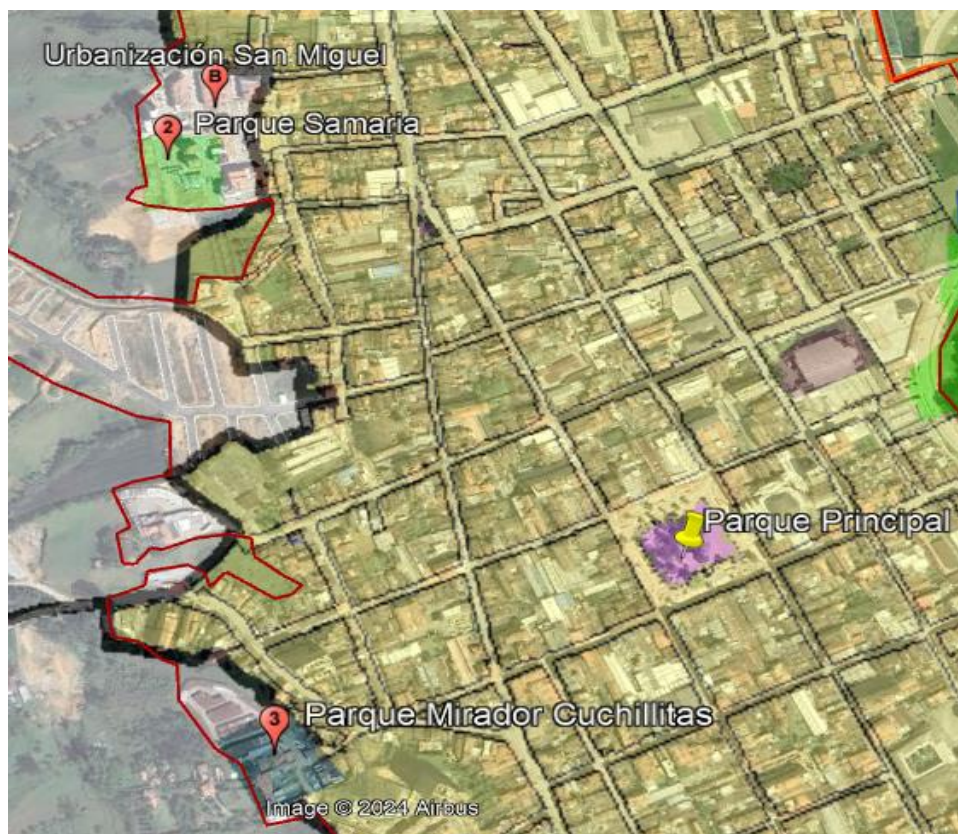 Urbanización San Miguel
B
2
Parque Samaria
Parque Principal
3
Parque Mirador Cuchillitas
Image © 2024 Airbus